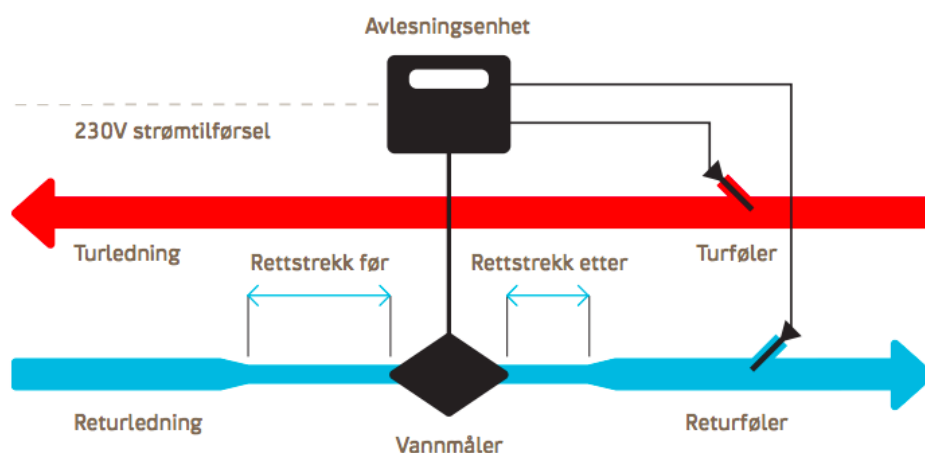 Avlesningsenhet
230V strømtilførsel
Turledning
Turføler
Rettstrekk før
Rettstrekk etter
Returledning
Returføler
Vannmåler